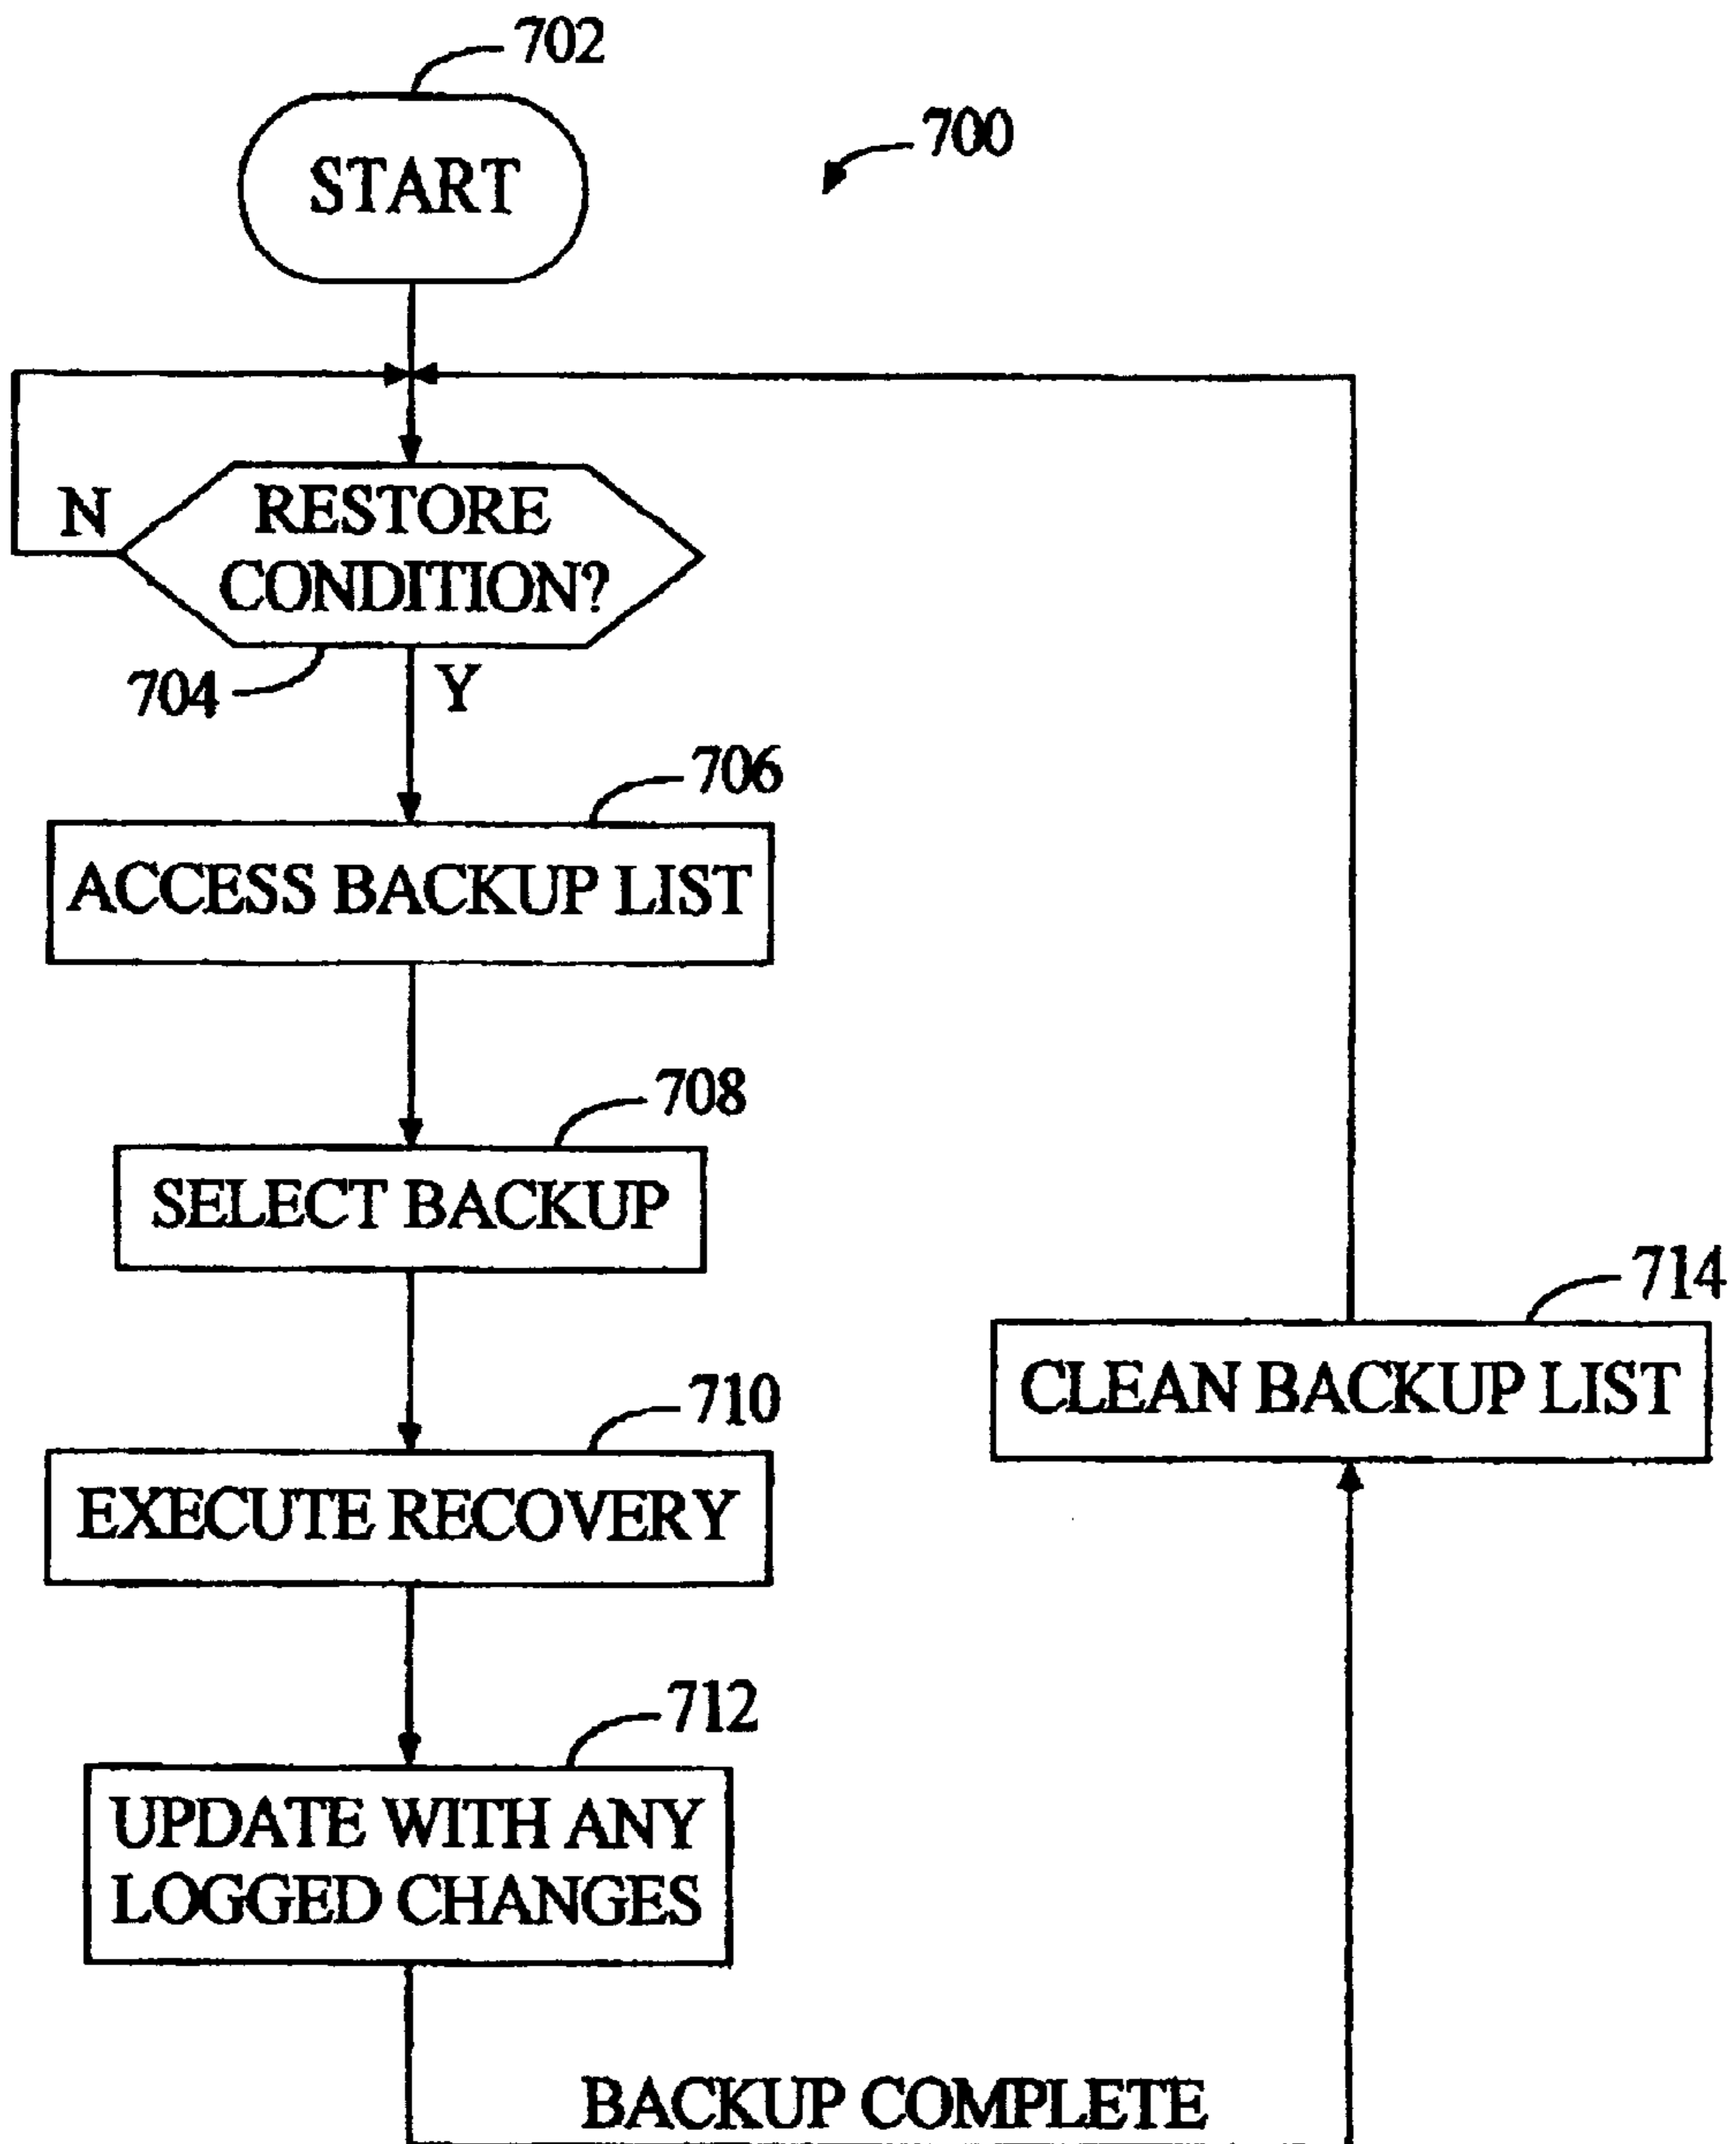 702
START
700
N
RESTORE
CONDITION?
704
Y
706
ACCESS BACKUP LIST
708
SELECT BACKUP
714
CLEAN BACKUP LIST
710
EXECUTE RECOVERY
712
UPDATE WITH ANY
LOGGED CHANGES
BACKUP COMPLETE